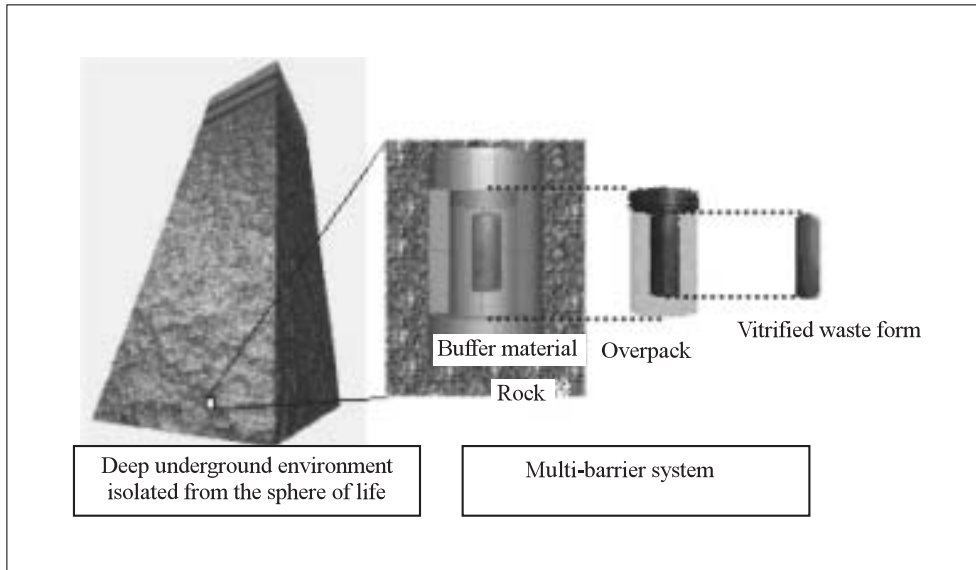 Buffer material
Overpack
Vitrified waste form
Rock
Deep underground environment
isolated from the sphere of life
Multi-barrier system